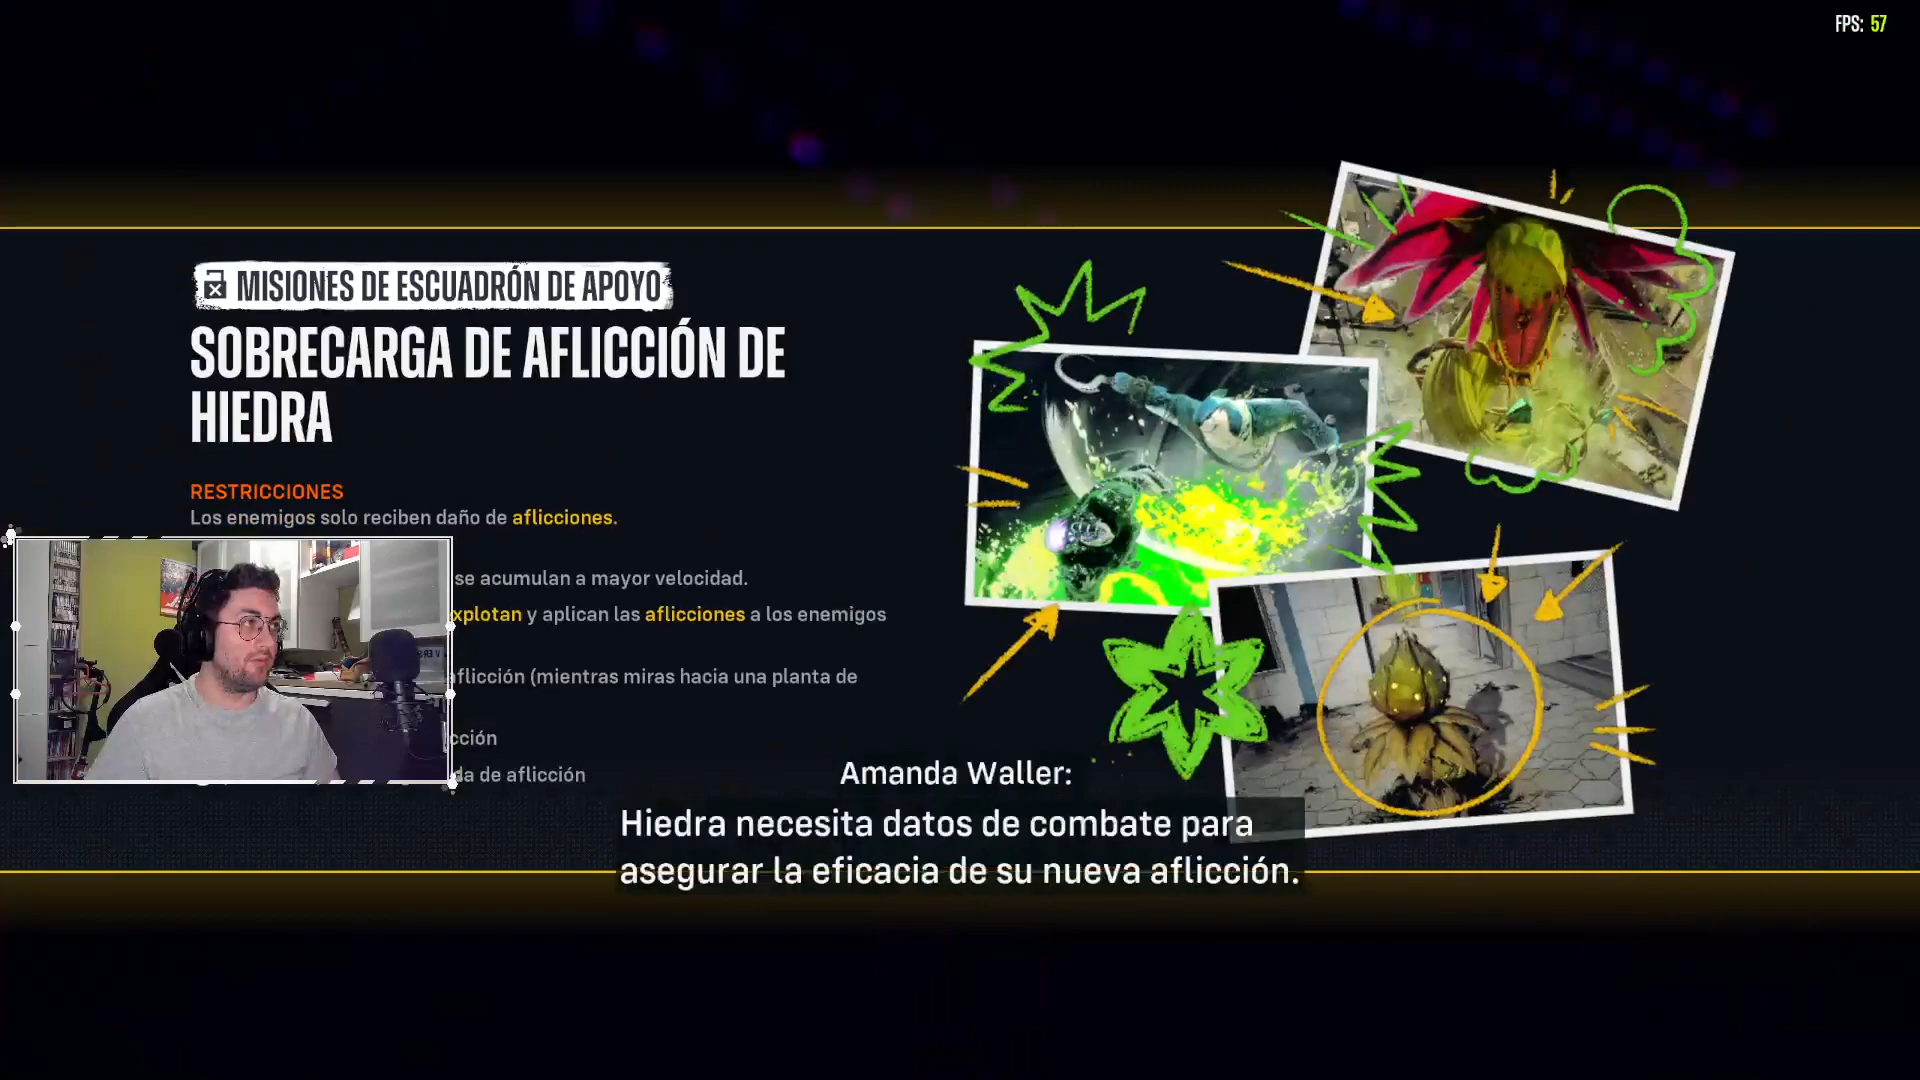 FPS: 57
MISIONES DE ESCUADRÓN DE APOYO
SOBRECARGA DE AFLICCIÓN DE
HIEDRA
RESTRICCIONES
Los enemigos solo reciben daño de aflicciones.
se acumulan a mayor velocidad.
xplotan y aplican las aflicciones a los enemigos
aflicción (mientras miras hacia una planta de
cción
da de aflicción
Amanda Waller:
Hiedra necesita datos de combate para
asegurar la eficacia de su nueva aflicción.